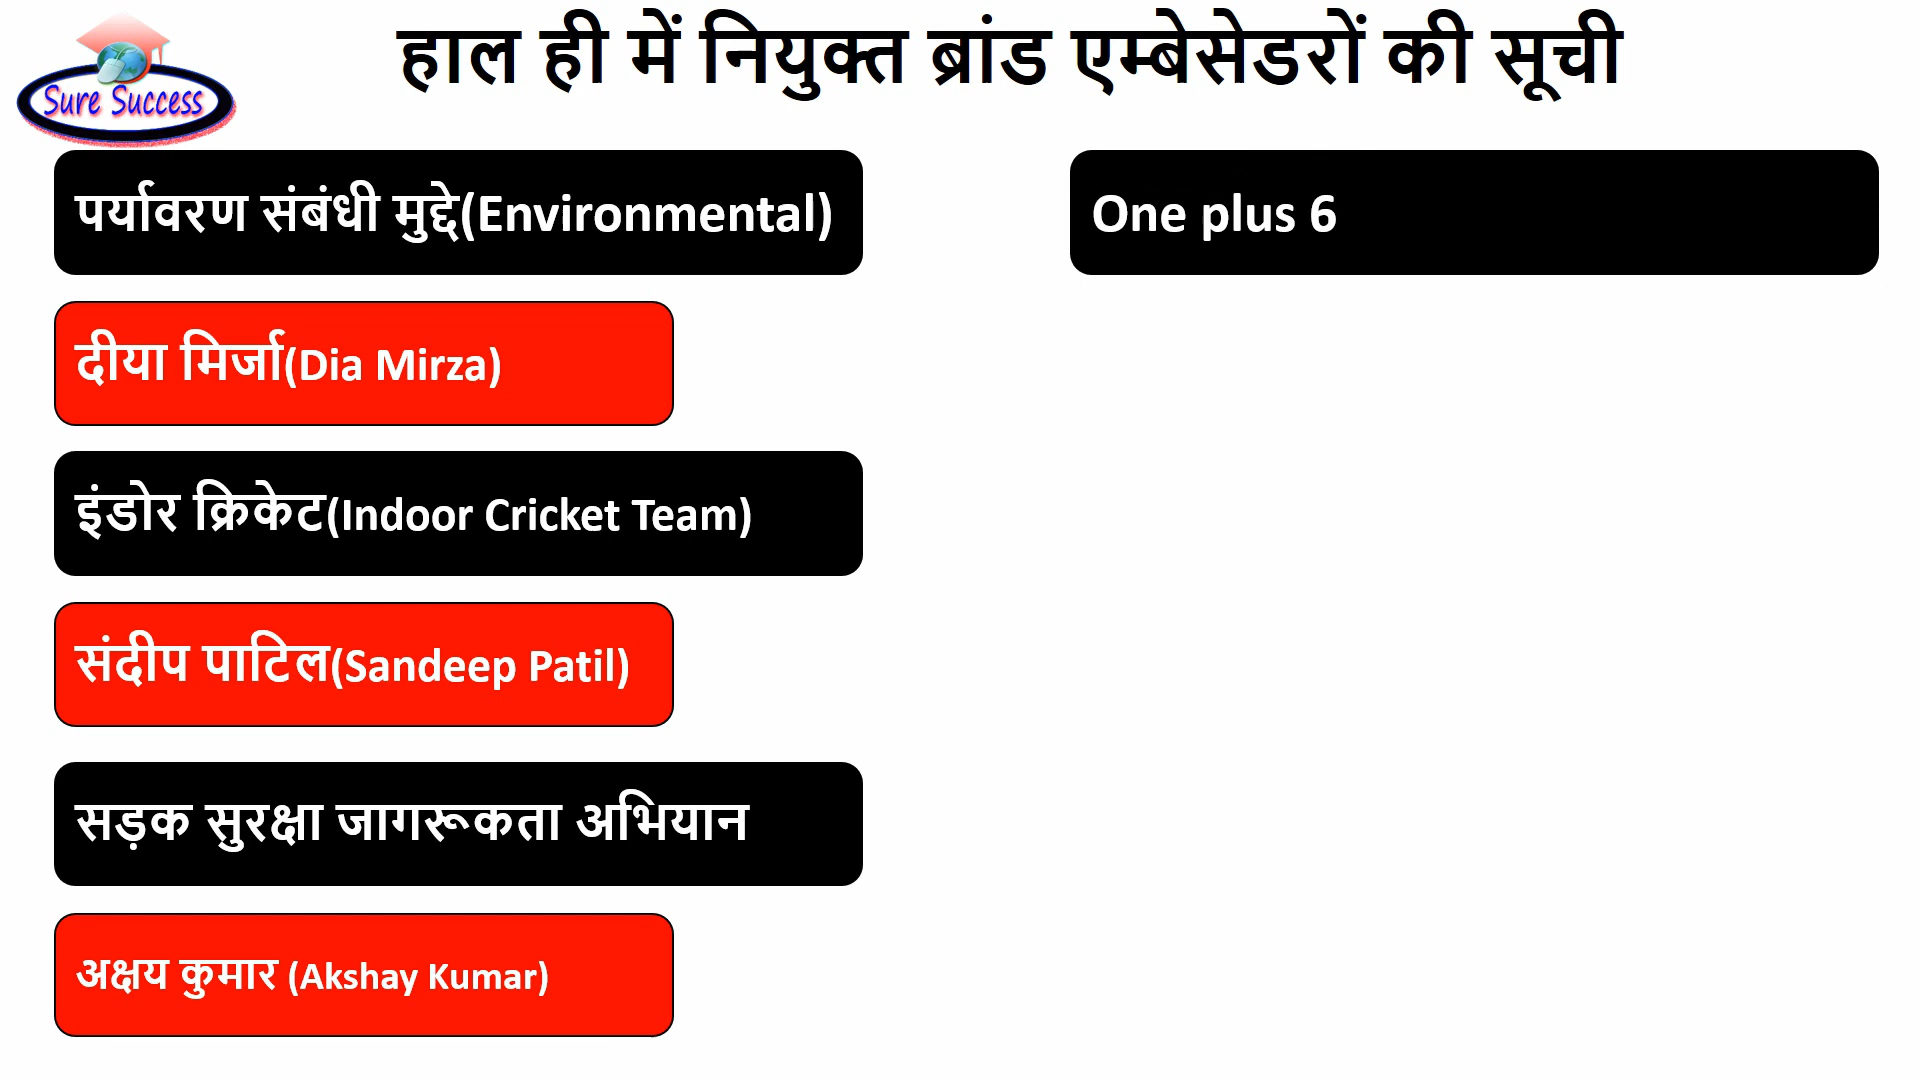 Sure Success
हाल ही में नियुक्त ब्रांड एम्बेसेडरों की सूची
पर्यावरण संबंधी मुद्दे(Environmental)
दीया मिर्जा(Dia Mirza)
इंडोर क्रिकेट(Indoor Cricket Team)
संदीप पाटिल(Sandeep Patil)
सड़क सुरक्षा जागरूकता अभियान
अक्षय कुमार (Akshay Kumar)
One plus 6